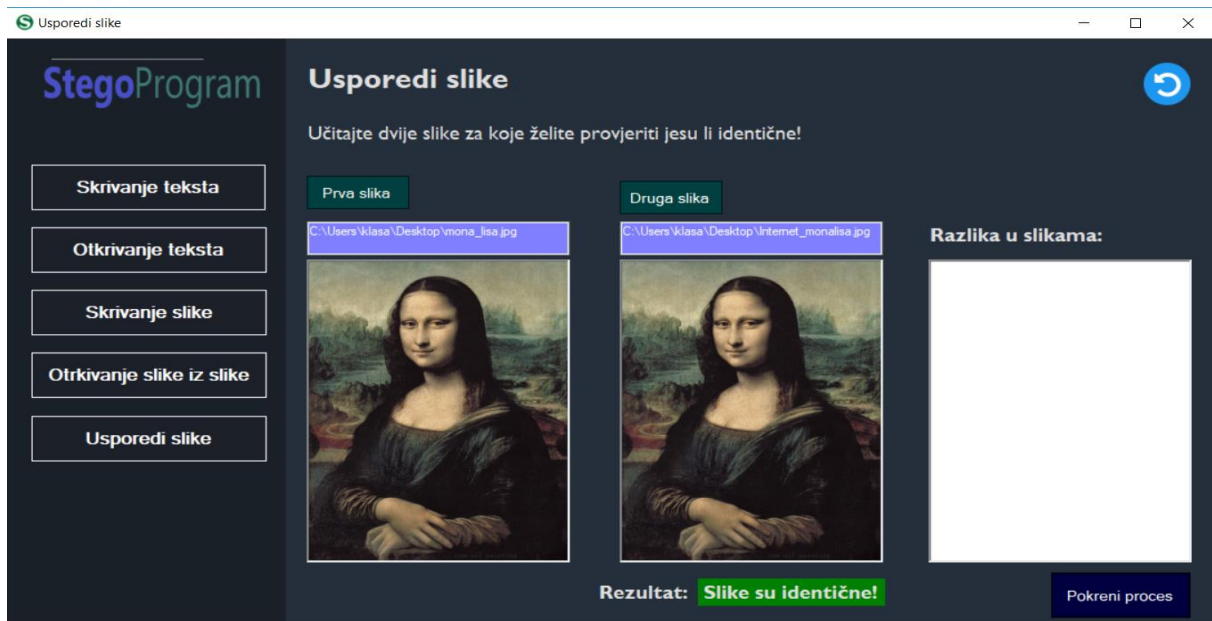 Usporedi slike
StegoProgram
Skrivanje teksta
Otkrivanje teksta
Skrivanje slike
Otrkivanje slike iz slike
Usporedi slike
Usporedi slike
Učitajte dvije slike za koje želite provjeriti jesu li identične!
Prva slika
C:\Users\klasa\Desktop\mona_lisa.jpg
Druga slika
C:\Users\klasa\Desktop\Internet_monalisa.jpg
Razlika u slikama:
Rezultat: Slike su identične!
Pokreni proces